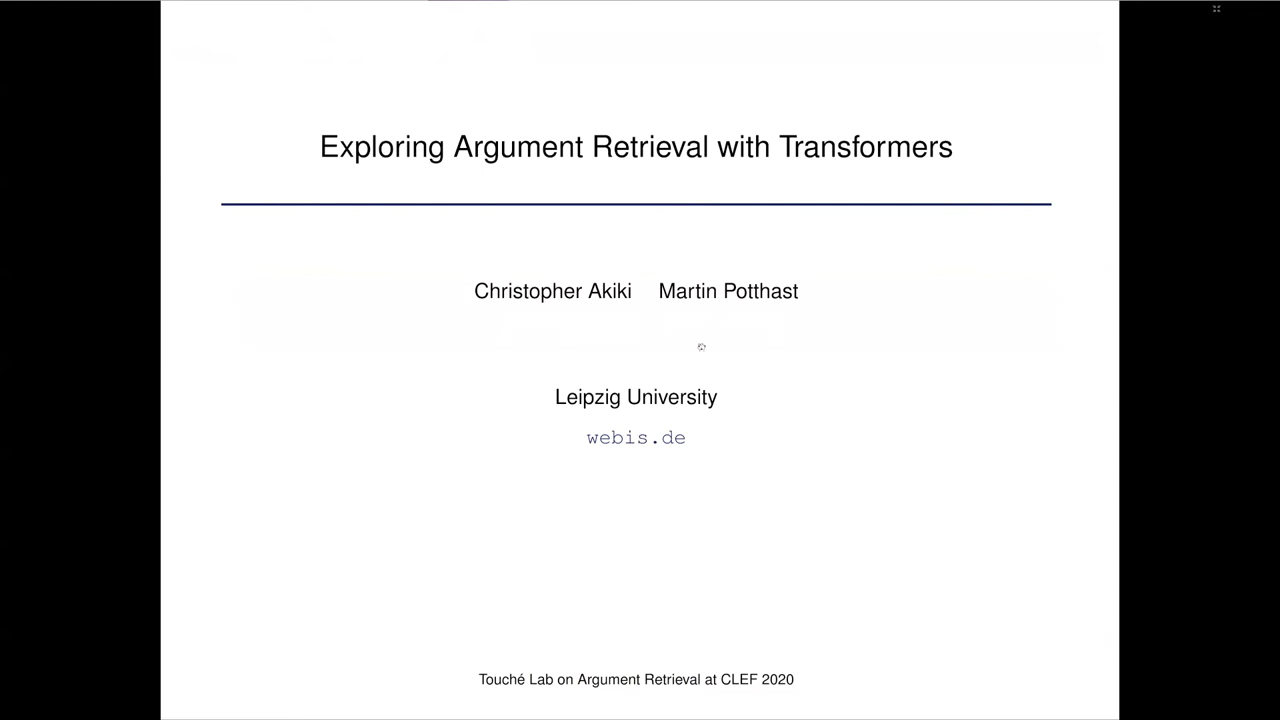 Exploring Argument Retrieval with Transformers
Christopher Akiki Martin Potthast
Leipzig University
webis.de
Touché Lab on Argument Retrieval at CLEF 2020